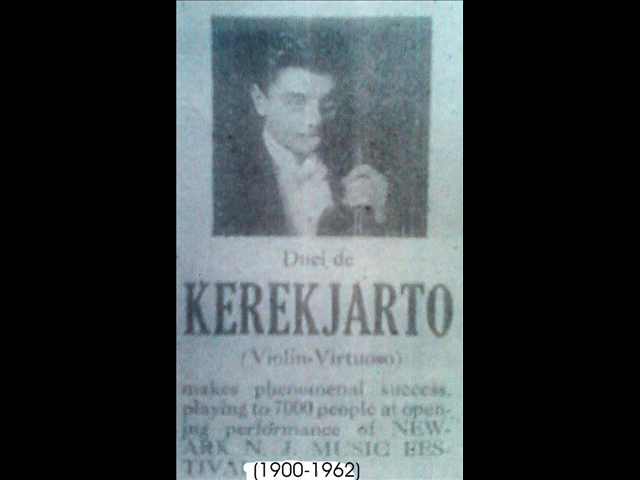 Duci de
KEREKJARTO
(Violin-Virtuoso)
makes phenomenal success,
playing to 7000 people at open-
ing performance of NEW-
ARK N. J. MUSIC FES-
TIVAL
(1900-1962)